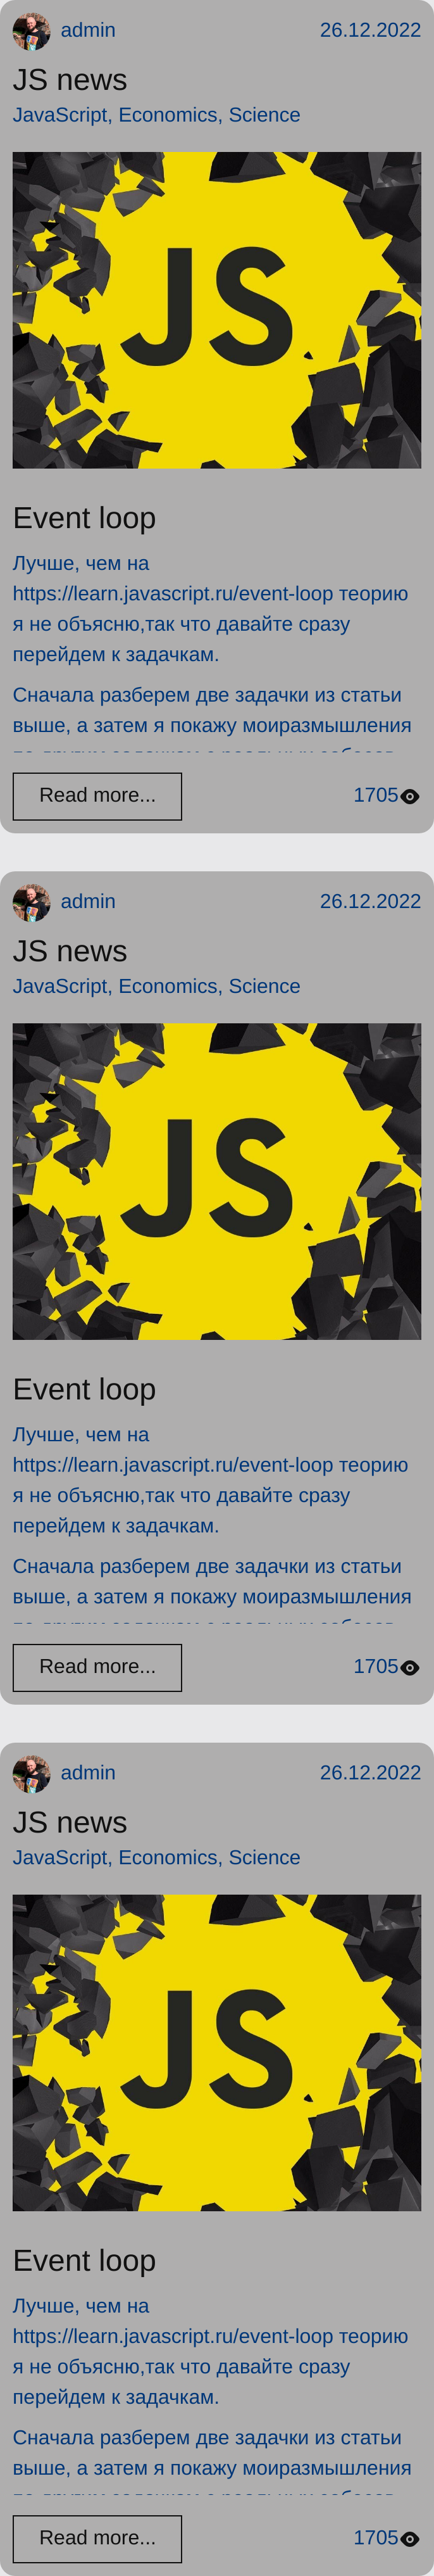 admin 26.12.2022
JS news
JavaScript, Economics, Science
JS
Event loop
Лучше, чем на
https://learn.javascript.ru/event-loop теорию
я не объясню,так что давайте сразу
перейдем к задачкам.
Сначала разберем две задачки из статьи
выше, а затем я покажу моиразмышления
Read more... 1705
admin 26.12.2022
JS news
JavaScript, Economics, Science
JS
Event loop
Лучше, чем на
https://learn.javascript.ru/event-loop теорию
я не объясню,так что давайте сразу
перейдем к задачкам.
Сначала разберем две задачки из статьи
выше, а затем я покажу моиразмышления
Read more... 1705
admin 26.12.2022
JS news
JavaScript, Economics, Science
JS
Event loop
Лучше, чем на
https://learn.javascript.ru/event-loop теорию
я не объясню,так что давайте сразу
перейдем к задачкам.
Сначала разберем две задачки из статьи
выше, а затем я покажу моиразмышления
Read more... 1705